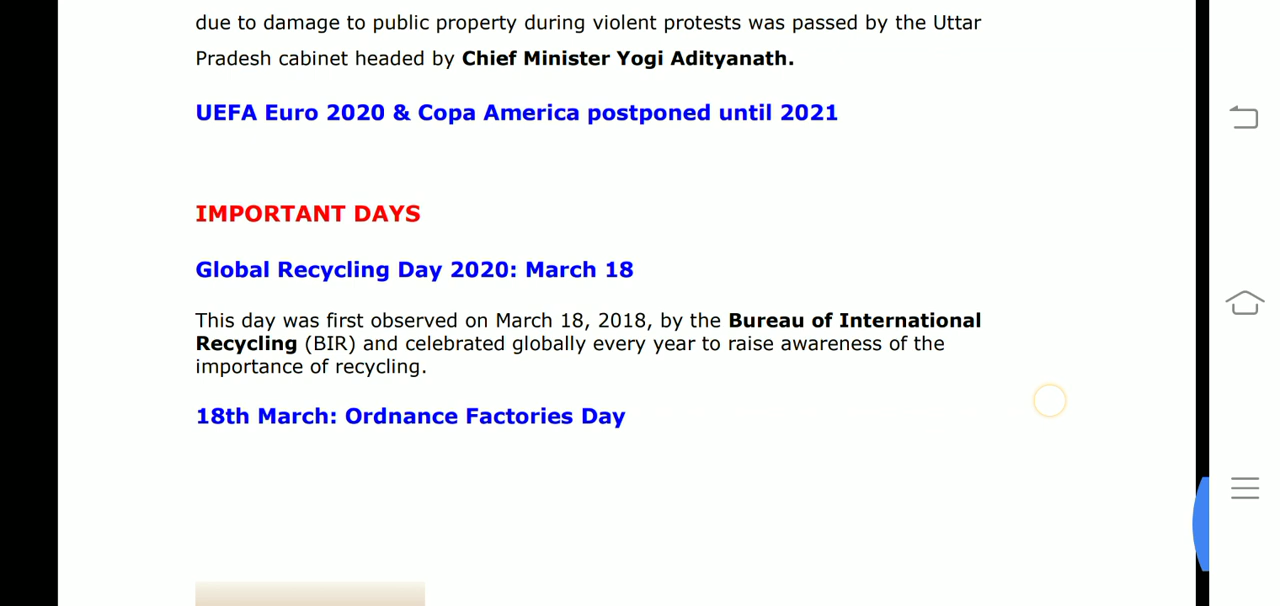 due to damage to public property during violent protests was passed by the Uttar
Pradesh cabinet headed by Chief Minister Yogi Adityanath.
UEFA Euro 2020 & Copa America postponed until 2021
IMPORTANT DAYS
Global Recycling Day 2020: March 18
This day was first observed on March 18, 2018, by the Bureau of International
Recycling (BIR) and celebrated globally every year to raise awareness of the
importance of recycling.
18th March: Ordnance Factories Day